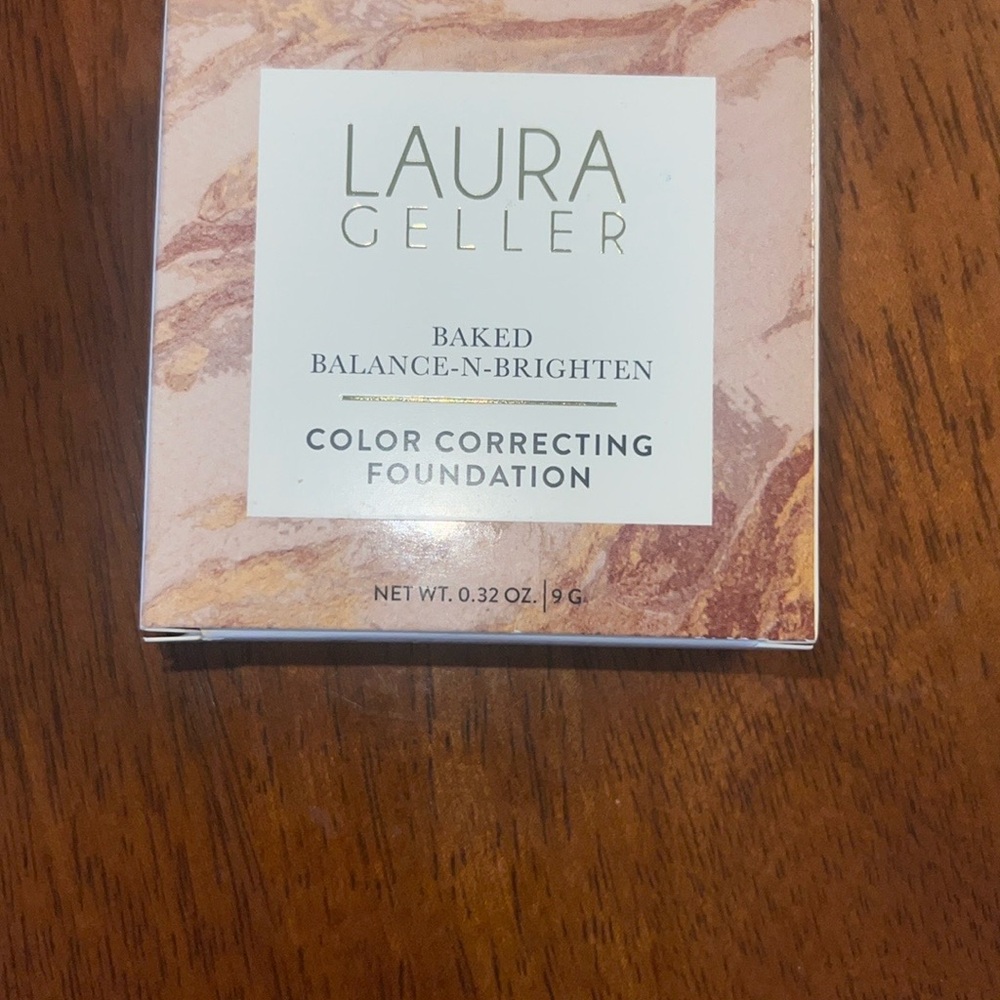 LAURA
GELLER
BAKED
BALANCE-N-BRIGHTEN
COLOR CORRECTING
FOUNDATION
NET WT. 0.32 OZ. | 9 G.